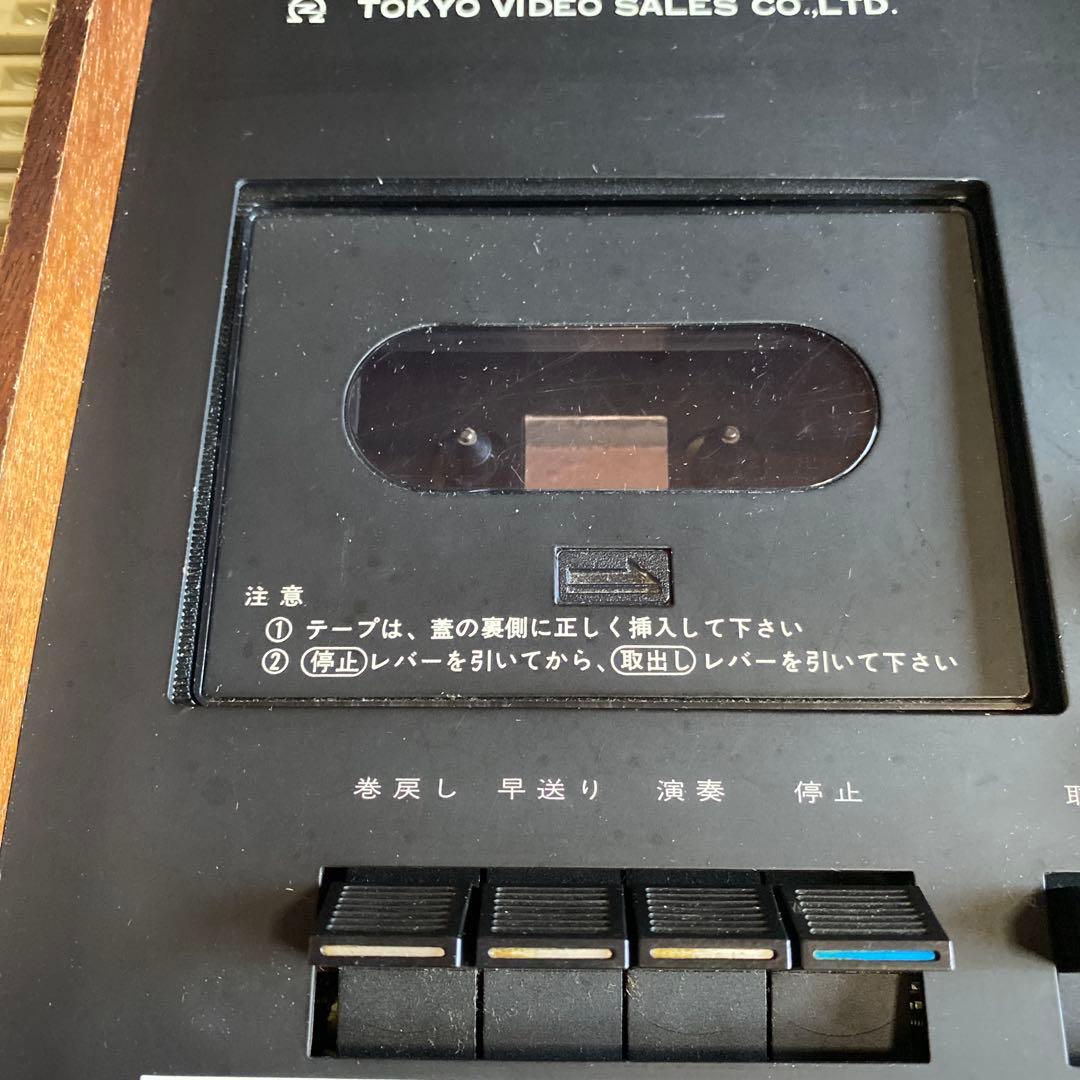 TOKYO VIDEO SALES CO.,LTD.
注意
① テープは、蓋の裏側に正しく挿入して下さい
② 停止レバーを引いてから、取出しレバーを引いて下さい
巻戻し 早送り 演奏 停止